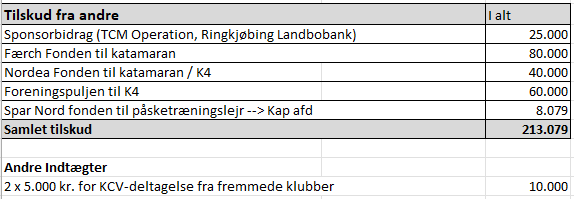 Tilskud fra andre I alt
Sponsorbidrag (TCM Operation, Ringkjøbing Landbobank) 25.000
Færch Fonden til katamaran 80.000
Nordea Fonden til katamaran / K4 40.000
Foreningspuljen til K4 60.000
Spar Nord fonden til påsketræningslejr --> Kap afd 8.079
Samlet tilskud 213.079
Andre Indtægter
2 x 5.000 kr. for KCV-deltagelse fra fremmede klubber 10.000